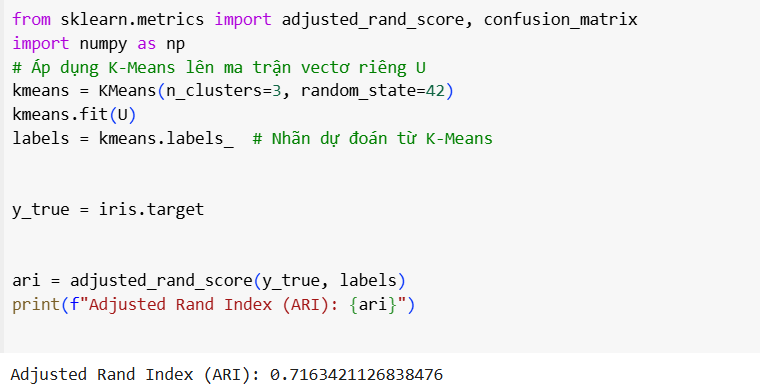 from sklearn.metrics import adjusted_rand_score, confusion_matrix
import numpy as np
# Áp dụng K-Means lên ma trận vectơ riêng U
kmeans = KMeans(n_clusters=3, random_state=42)
kmeans.fit(U)
labels = kmeans.labels_  # Nhãn dự đoán từ K-Means
y_true = iris.target
ari = adjusted_rand_score(y_true, labels)
print(f"Adjusted Rand Index (ARI): {ari}")
Adjusted Rand Index (ARI): 0.7163421126838476